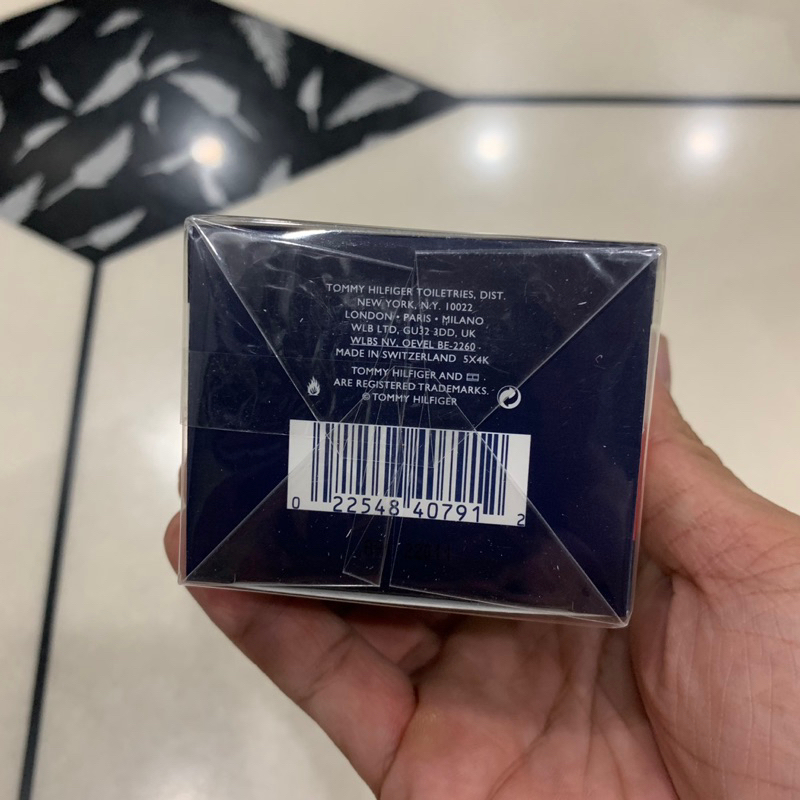 TOMMY HILFIGER TOILETRIES, DIST.
NEW YORK, N.Y. 10022
LONDON • PARIS • MILANO
WLB LTD, GU32 3DD, UK
WLBS NV, OEVEL BE-2260
MADE IN SWITZERLAND 5X4K
TOMMY HILFIGER AND
ARE REGISTERED TRADEMARKS.
© TOMMY HILFIGER
0 22548 40791 2